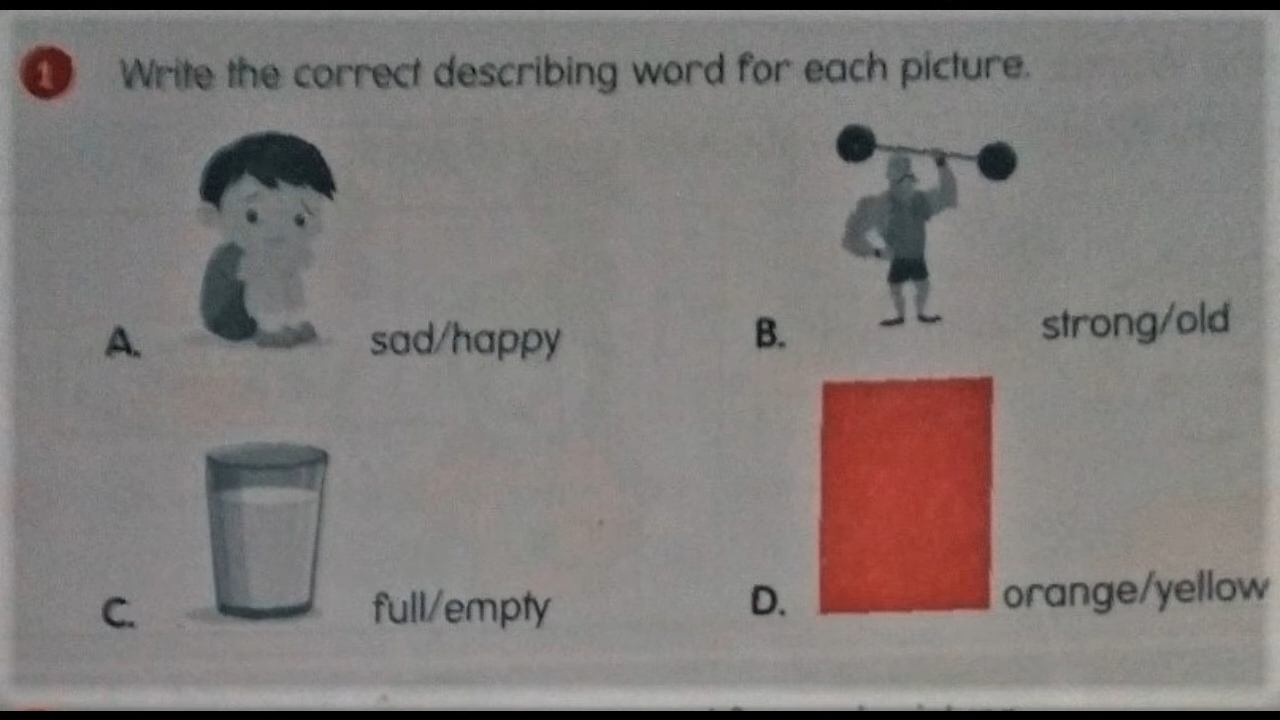 1 Write the correct describing word for each picture.
A. sad/happy
B. strong/old
C. full/empty
D. orange/yellow